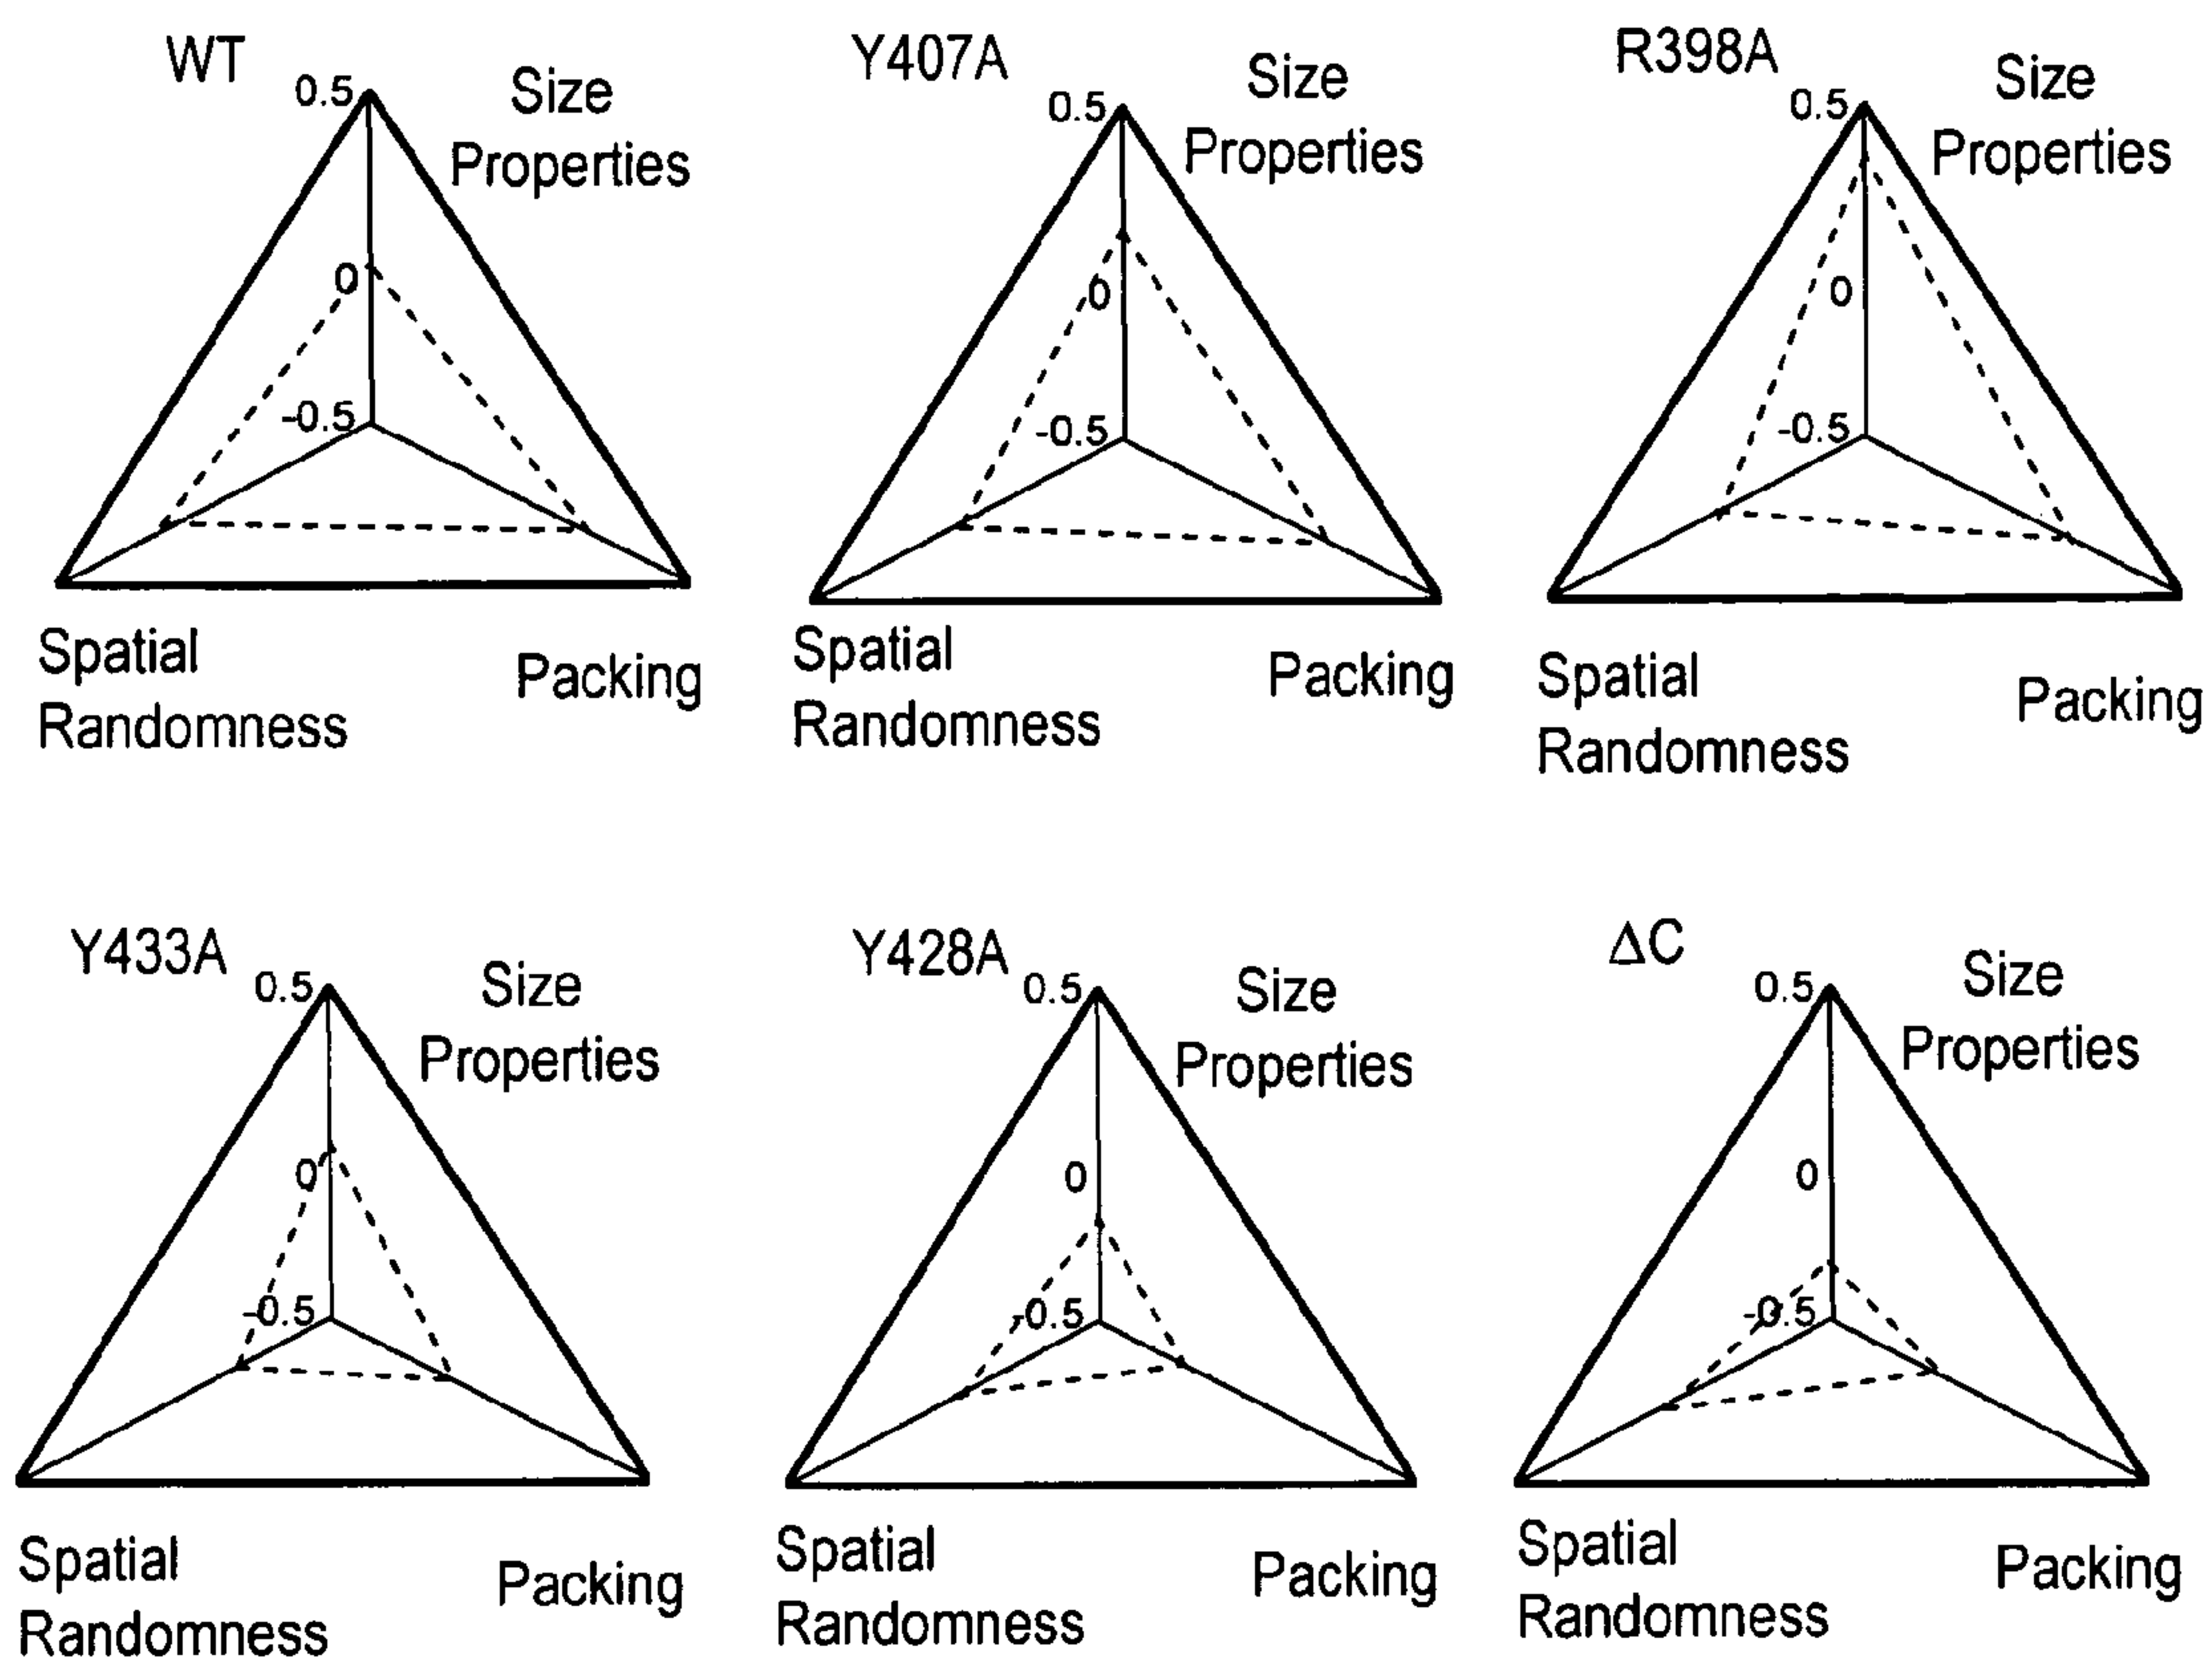 WT
0.5
Size
Properties
0
-0.5
Spatial
Randomness
Packing
Y407A
0.5
Size
Properties
0
-0.5
Spatial
Randomness
Packing
R398A
0.5
Size
Properties
0
-0.5
Spatial
Randomness
Packing
Y433A
0.5
Size
Properties
0
-0.5
Spatial
Randomness
Packing
Y428A
0.5
Size
Properties
0
-0.5
Spatial
Randomness
Packing
ΔC
0.5
Size
Properties
0
-0.5
Spatial
Randomness
Packing